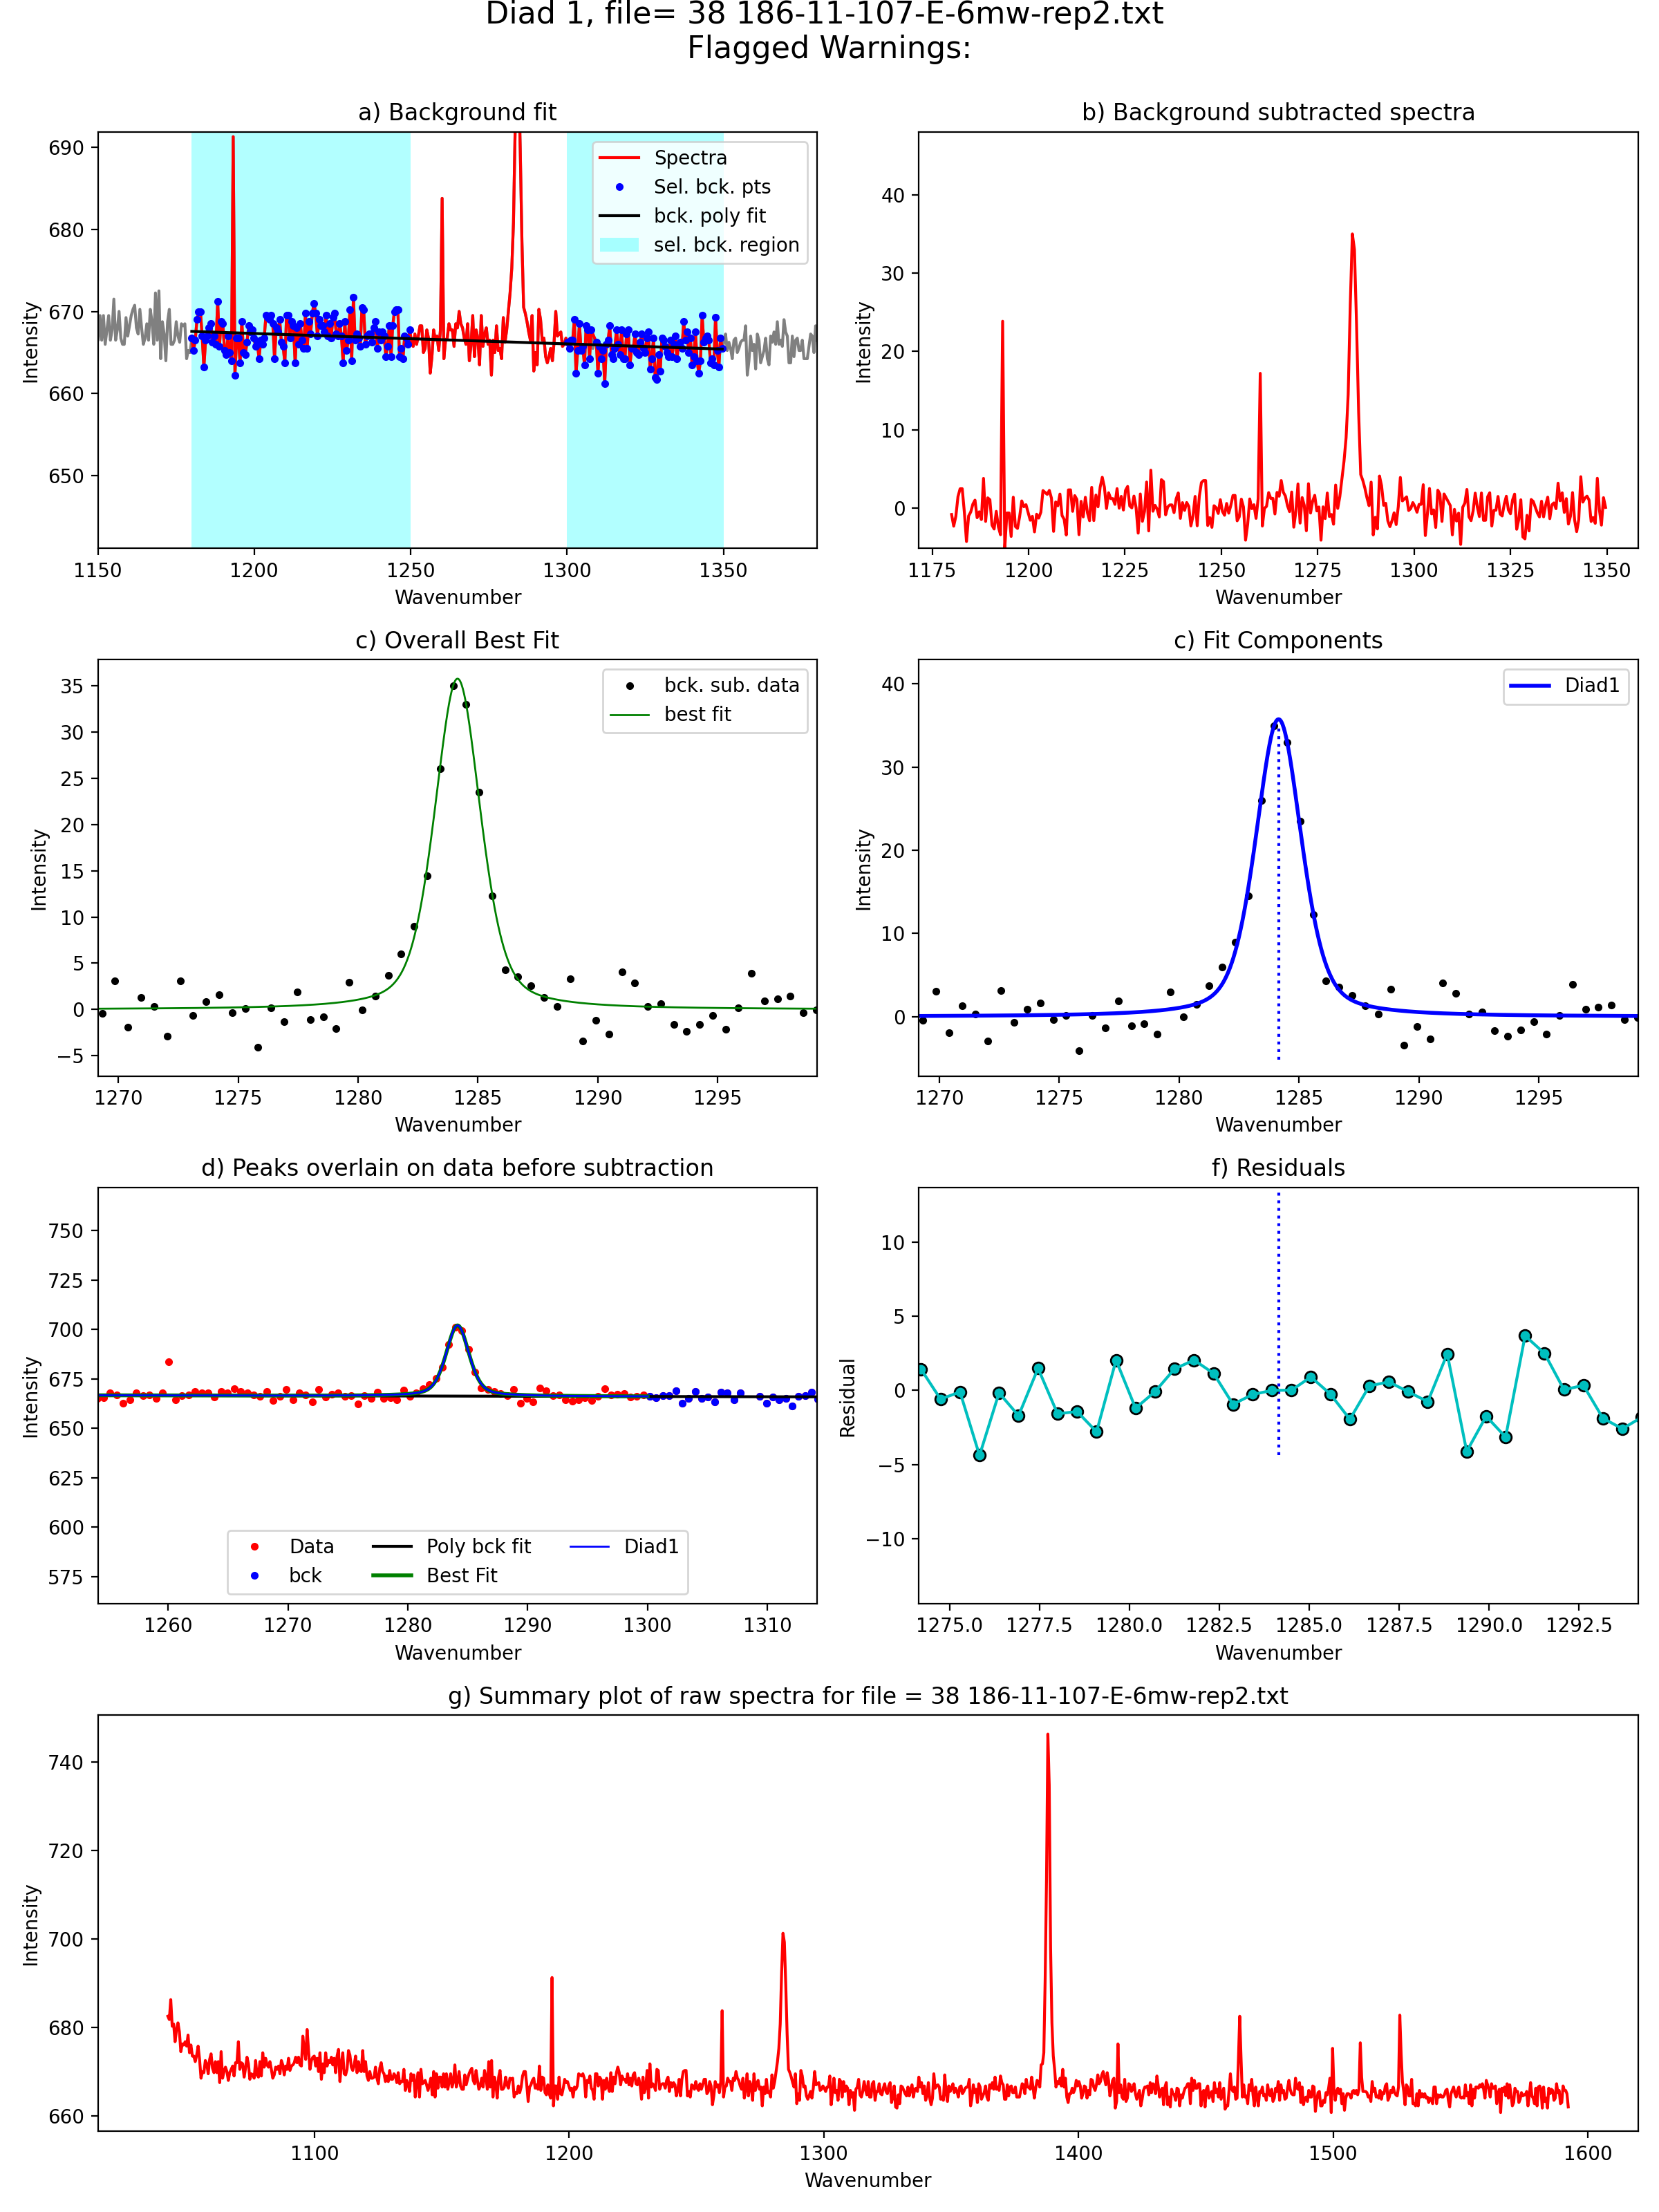 Diad 1, file= 38 186-11-107-E-6mw-rep2.txt
Flagged Warnings:
a) Background fit
690
680
670
660
650
Intensity
Spectra
Sel. bck. pts
bck. poly fit
sel. bck. region
1150 1200 1250 1300 1350
Wavenumber
b) Background subtracted spectra
40
30
20
10
0
Intensity
1175 1200 1225 1250 1275 1300 1325 1350
Wavenumber
c) Overall Best Fit
35
30
25
20
15
10
5
0
−5
Intensity
bck. sub. data
best fit
1270 1275 1280 1285 1290 1295
Wavenumber
c) Fit Components
40
30
20
10
0
Intensity
Diad1
1270 1275 1280 1285 1290 1295
Wavenumber
d) Peaks overlain on data before subtraction
750
725
700
675
650
625
600
575
Intensity
Data
bck
Poly bck fit
Best Fit
Diad1
1260 1270 1280 1290 1300 1310
Wavenumber
f) Residuals
10
5
0
−5
−10
Residual
1275.0 1277.5 1280.0 1282.5 1285.0 1287.5 1290.0 1292.5
Wavenumber
g) Summary plot of raw spectra for file = 38 186-11-107-E-6mw-rep2.txt
740
720
700
680
660
Intensity
1100 1200 1300 1400 1500 1600
Wavenumber